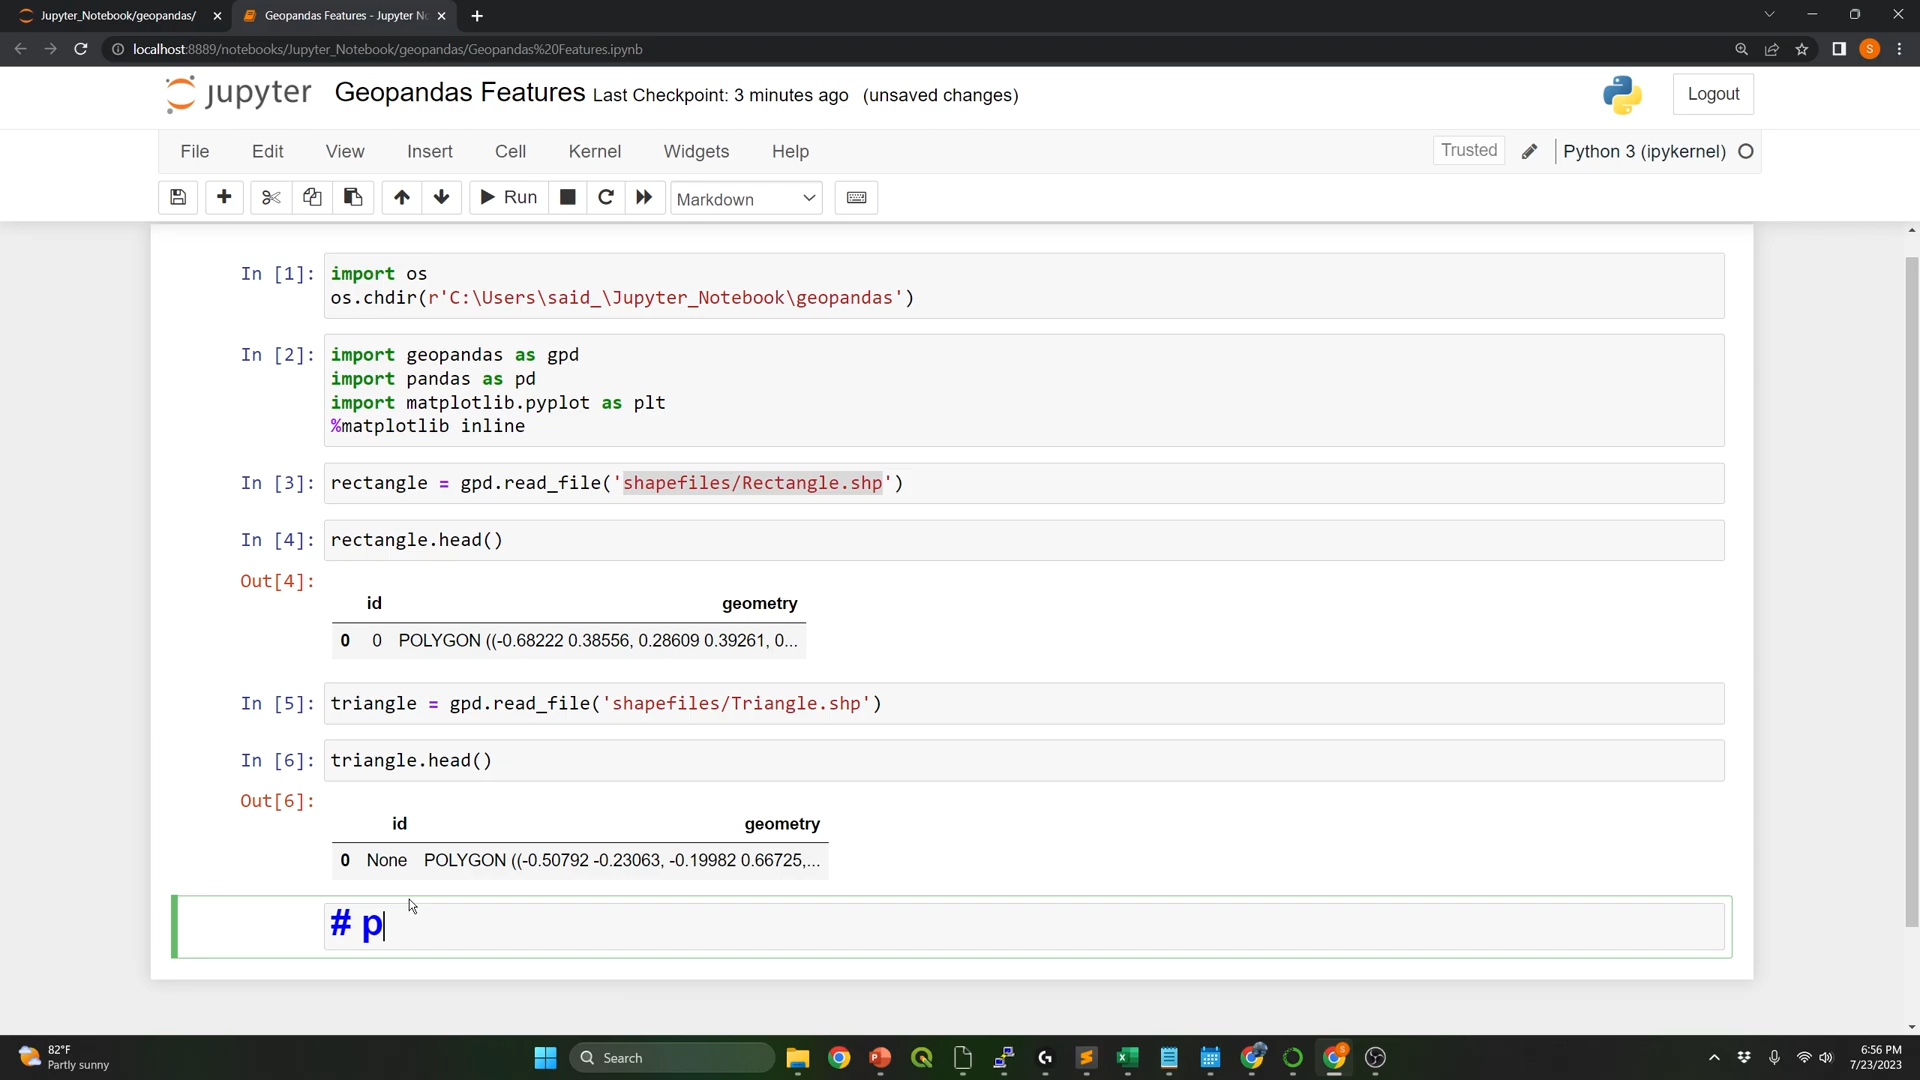 Jupyter_Notebook/geopandas/
Geopandas Features - Jupyter No
localhost:8889/notebooks/Jupyter_Notebook/geopandas/Geopandas%20Features.ipynb
S
jupyter Geopandas Features Last Checkpoint: 3 minutes ago (unsaved changes)
Logout
File Edit View Insert Cell Kernel Widgets Help
Trusted Python 3 (ipykernel)
Run Markdown
In [1]: import os
os.chdir(r'C:\Users\said_\Jupyter_Notebook\geopandas')
In [2]: import geopandas as gpd
import pandas as pd
import matplotlib.pyplot as plt
%matplotlib inline
In [3]: rectangle = gpd.read_file('shapefiles/Rectangle.shp')
In [4]: rectangle.head()
Out[4]:
id geometry
0 0 POLYGON ((-0.68222 0.38556, 0.28609 0.39261, 0...
In [5]: triangle = gpd.read_file('shapefiles/Triangle.shp')
In [6]: triangle.head()
Out[6]:
id geometry
0 None POLYGON ((-0.50792 -0.23063, -0.19982 0.66725,...
# p
82°F
Partly sunny
Search
6:56 PM
7/23/2023